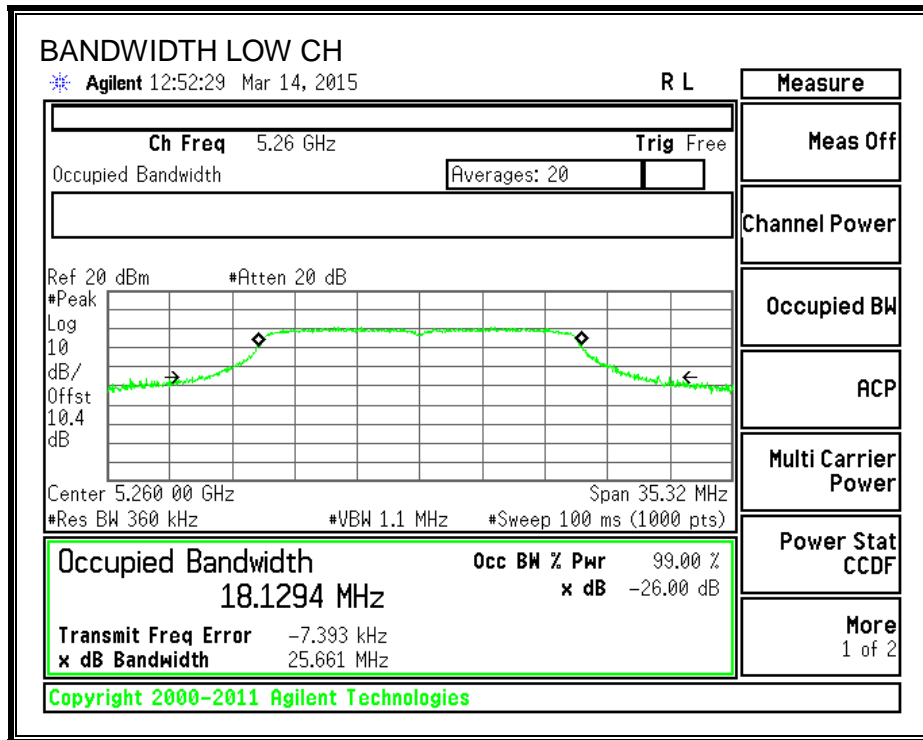 BANDWIDTH LOW CH
Agilent 12:52:29 Mar 14, 2015 R L
Measure
Ch Freq 5.26 GHz Trig Free
Meas Off
Occupied Bandwidth Averages: 20
Channel Power
Ref 20 dBm #Atten 20 dB
#Peak
Log
10
dB/
Offst
10.4
dB
Occupied BW
ACP
Multi Carrier
Power
Center 5.260 00 GHz Span 35.32 MHz
#Res BW 360 kHz #VBW 1.1 MHz #Sweep 100 ms (1000 pts)
Power Stat
CCDF
Occupied Bandwidth Occ BW % Pwr 99.00 %
18.1294 MHz x dB -26.00 dB
Transmit Freq Error -7.393 kHz
x dB Bandwidth 25.661 MHz
More
1 of 2
Copyright 2000-2011 Agilent Technologies